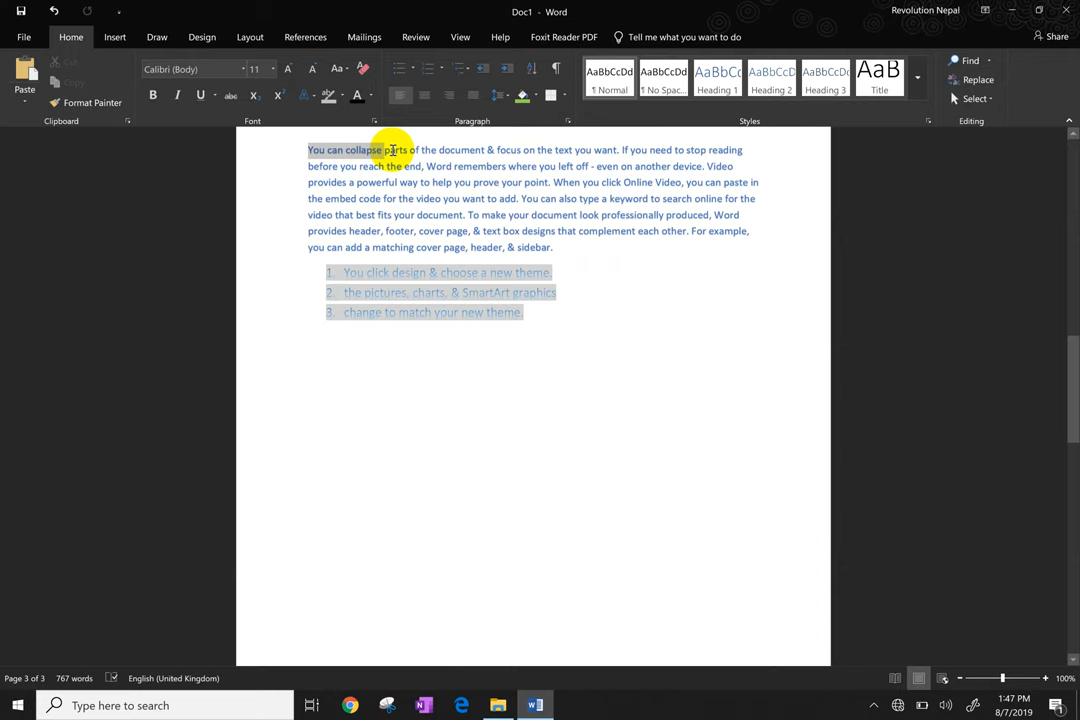 Doc1 - Word
Revolution Nepal
File Home Insert Draw Design Layout References Mailings Review View Help Foxit Reader PDF Tell me what you want to do Share
Paste
Cut
Copy
Format Painter
Clipboard
Calibri (Body) 11
Aa
B I U abc X₂ X² A A
Font
Paragraph
AaBbCcDd AaBbCcDd AaBbCc AaBbCcDd AaBbCcDd AaB
¶ Normal ¶ No Spac... Heading 1 Heading 2 Heading 3 Title
Styles
Find
Replace
Select
Editing
You can collapse parts of the document & focus on the text you want. If you need to stop reading
before you reach the end, Word remembers where you left off - even on another device. Video
provides a powerful way to help you prove your point. When you click Online Video, you can paste in
the embed code for the video you want to add. You can also type a keyword to search online for the
video that best fits your document. To make your document look professionally produced, Word
provides header, footer, cover page, & text box designs that complement each other. For example,
you can add a matching cover page, header, & sidebar.
1. You click design & choose a new theme.
2. the pictures, charts, & SmartArt graphics
3. change to match your new theme.
Page 3 of 3 767 words English (United Kingdom) 100%
Type here to search
1:47 PM
8/7/2019